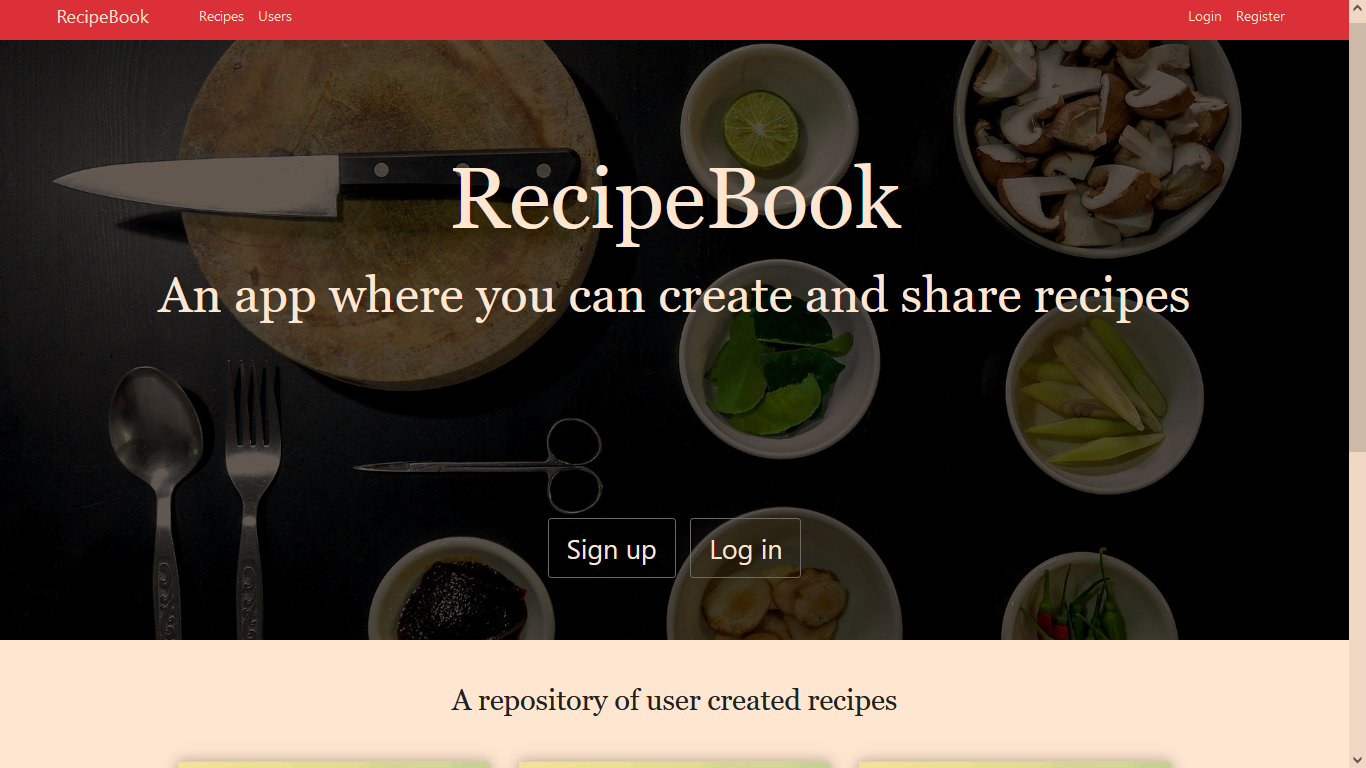 RecipeBook Recipes Users Login Register
RecipeBook
An app where you can create and share recipes
Sign up Log in
A repository of user created recipes